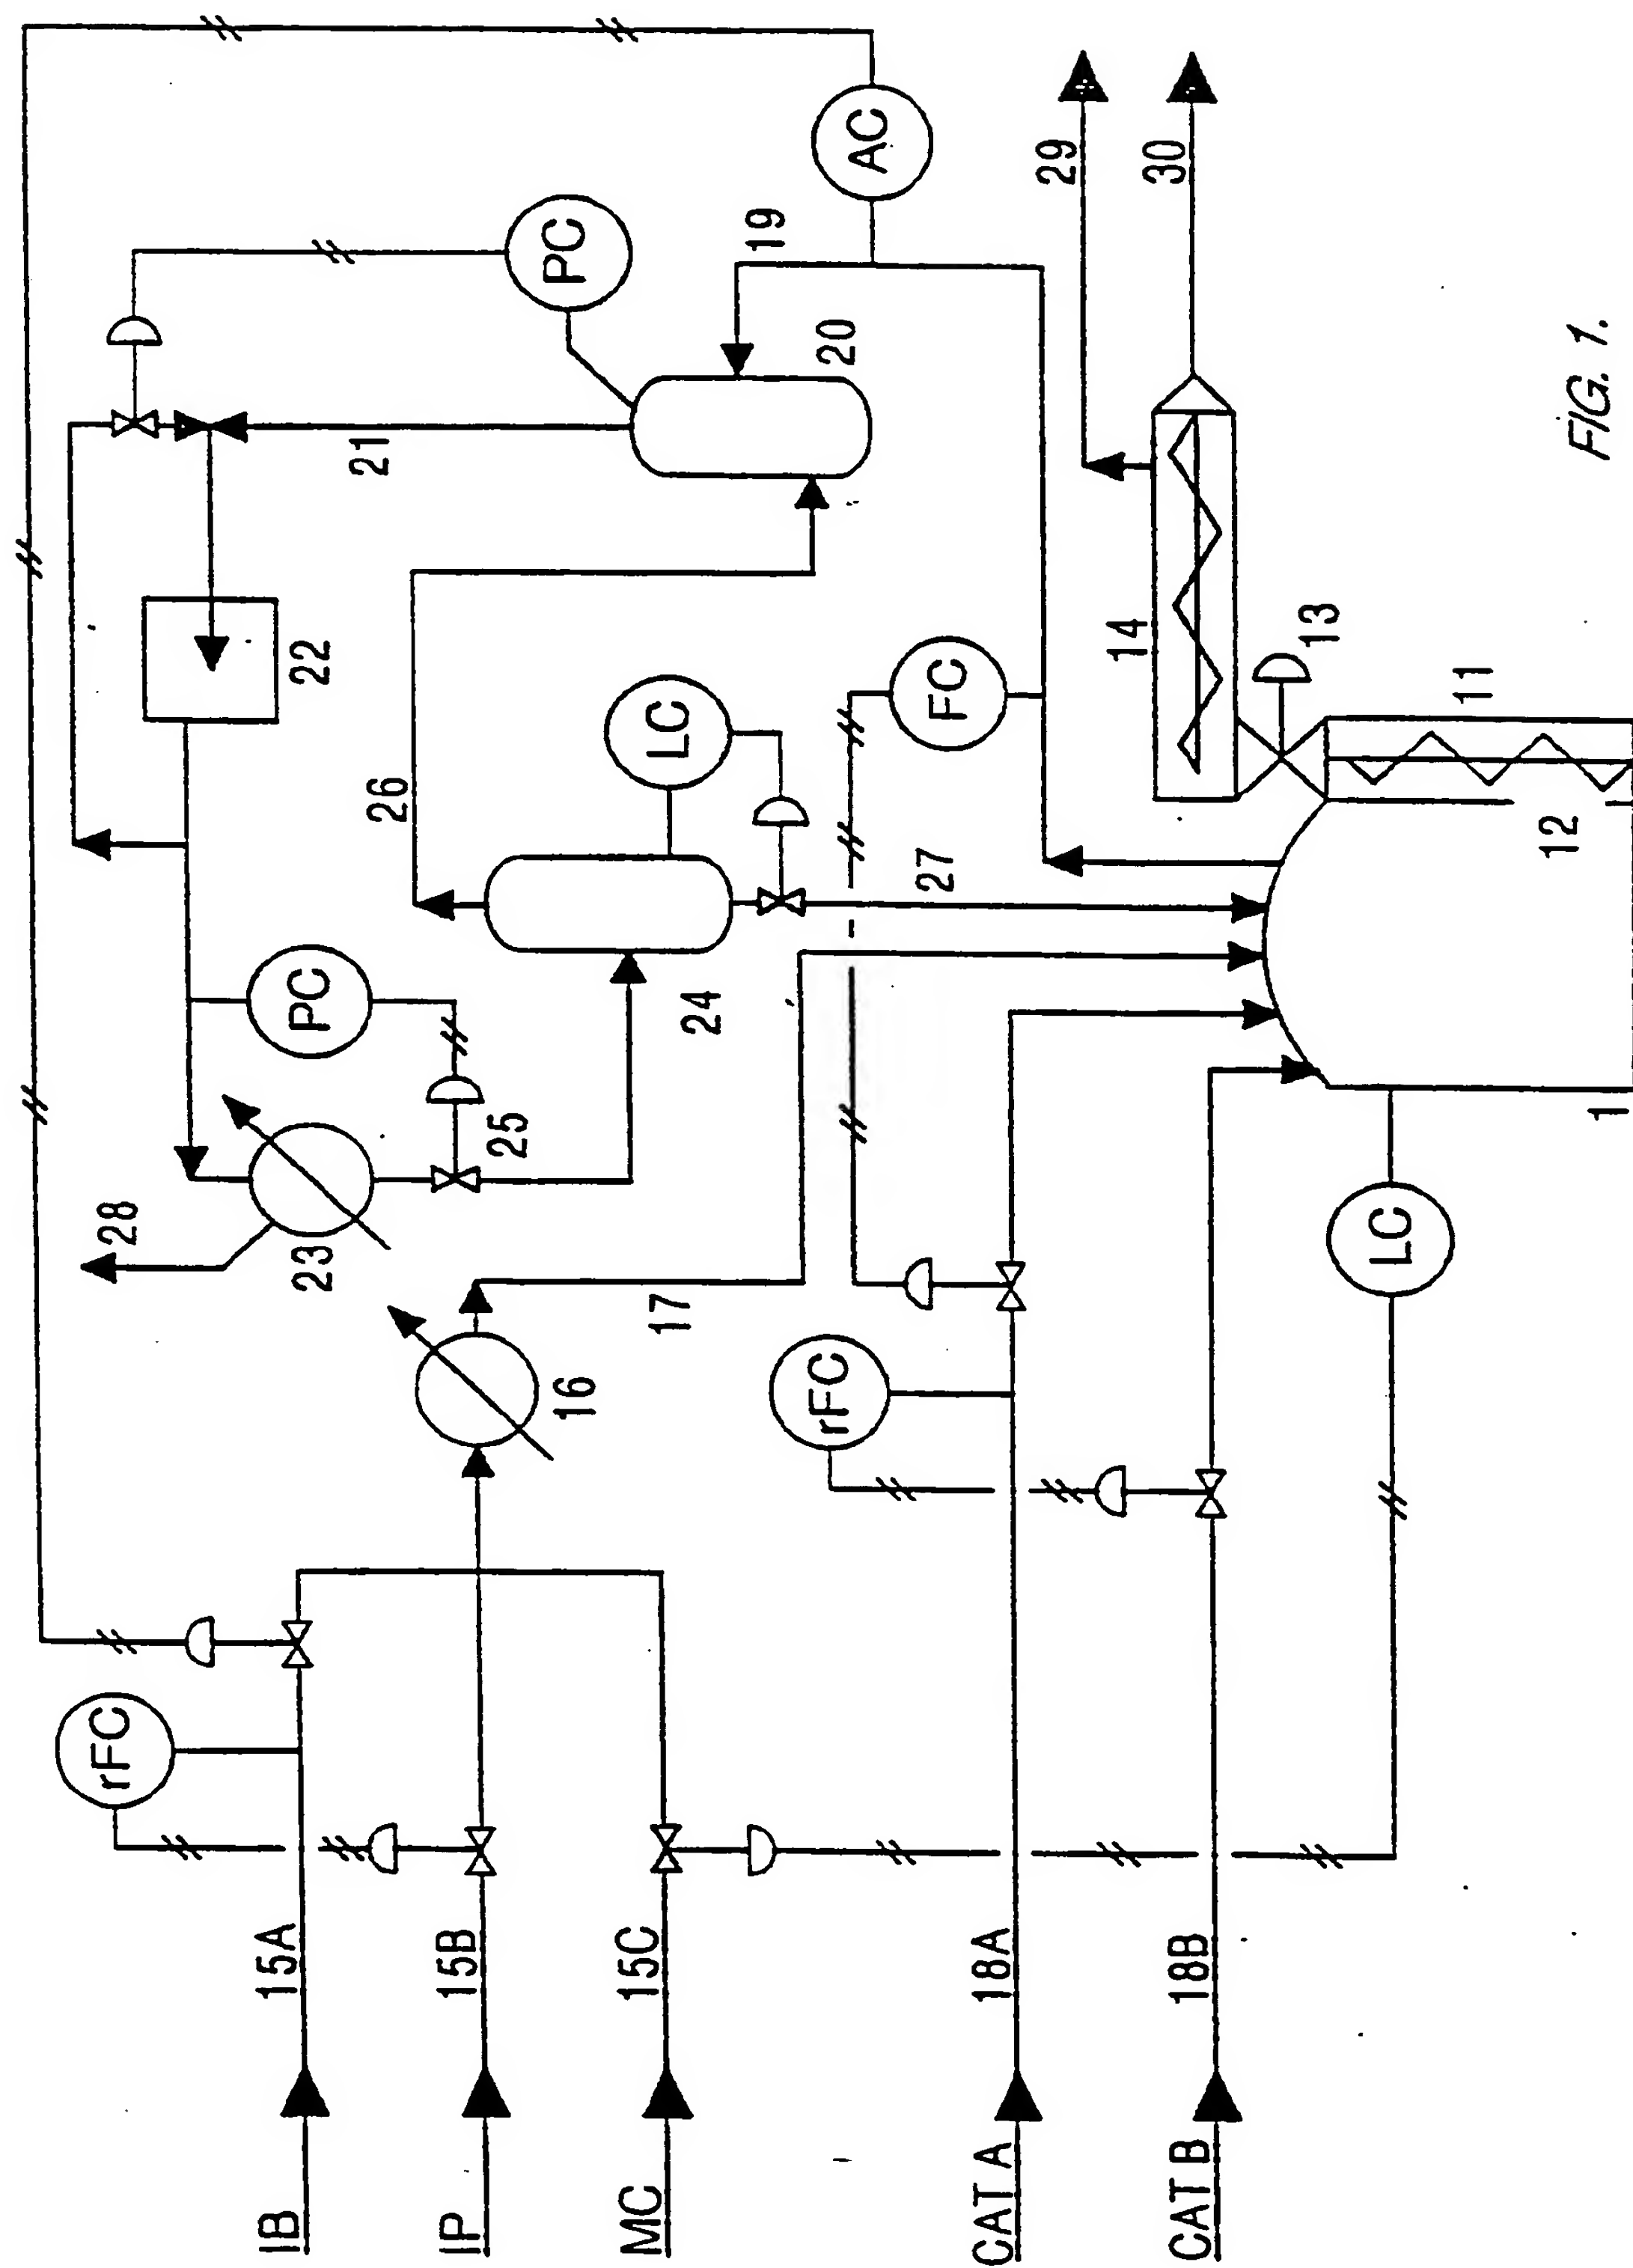 IB
15A
rFC
IP
15B
MC
15C
CAT A
18A
rFC
CAT B
18B
16
17
28
23
PC
25
24
LC
26
27
22
21
PC
20
19
AC
FC
LC
1
12
11
13
14
29
30
FIG. 1.